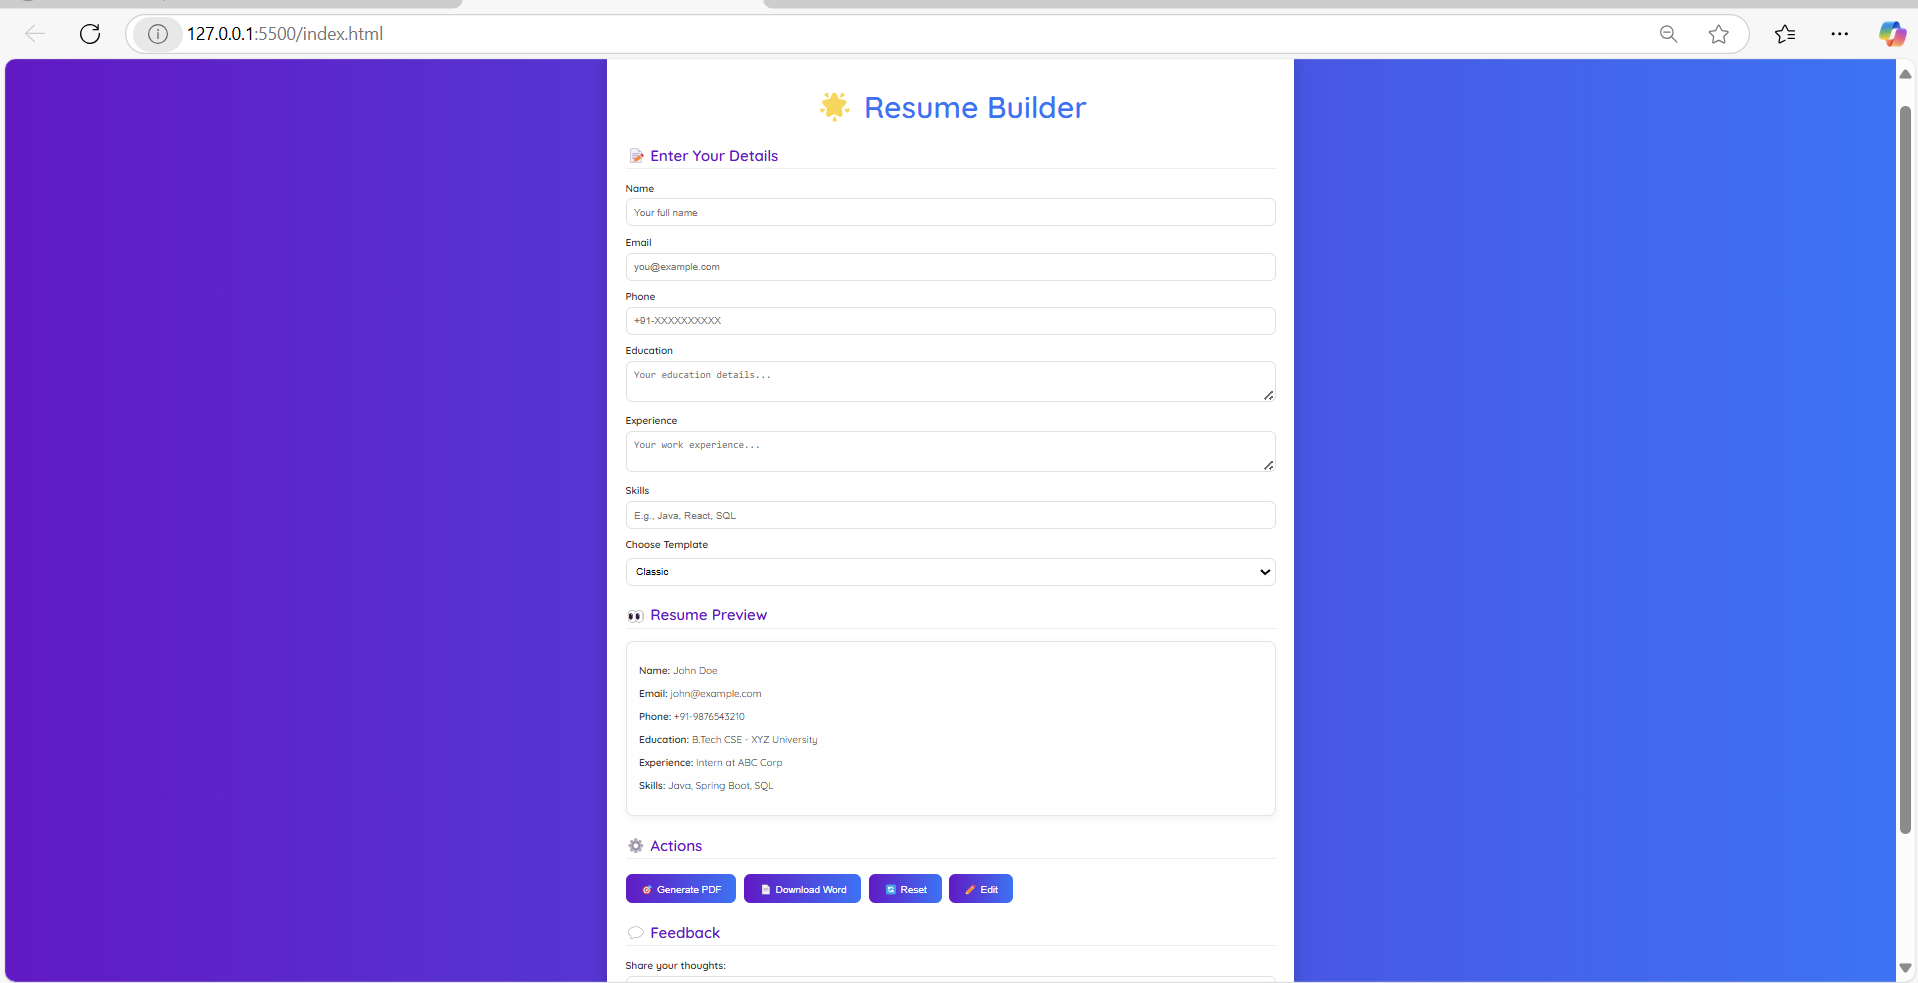 127.0.0.1:5500/index.html
Resume Builder
Enter Your Details
Name
Your full name
Email
you@example.com
Phone
+91-XXXXXXXXXX
Education
Your education details...
Experience
Your work experience...
Skills
E.g., Java, React, SQL
Choose Template
Classic
Resume Preview
Name: John Doe
Email: john@example.com
Phone: +91-9876543210
Education: B.Tech CSE - XYZ University
Experience: Intern at ABC Corp
Skills: Java, Spring Boot, SQL
Actions
Generate PDF Download Word Reset Edit
Feedback
Share your thoughts: